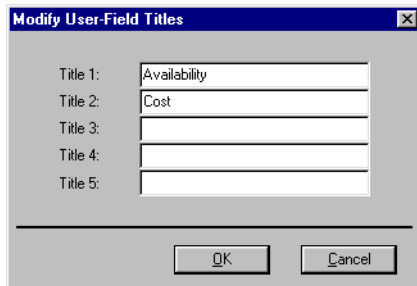 Modify User-Field Titles
Title 1: Availability
Title 2: Cost
Title 3:
Title 4:
Title 5:
OK Cancel